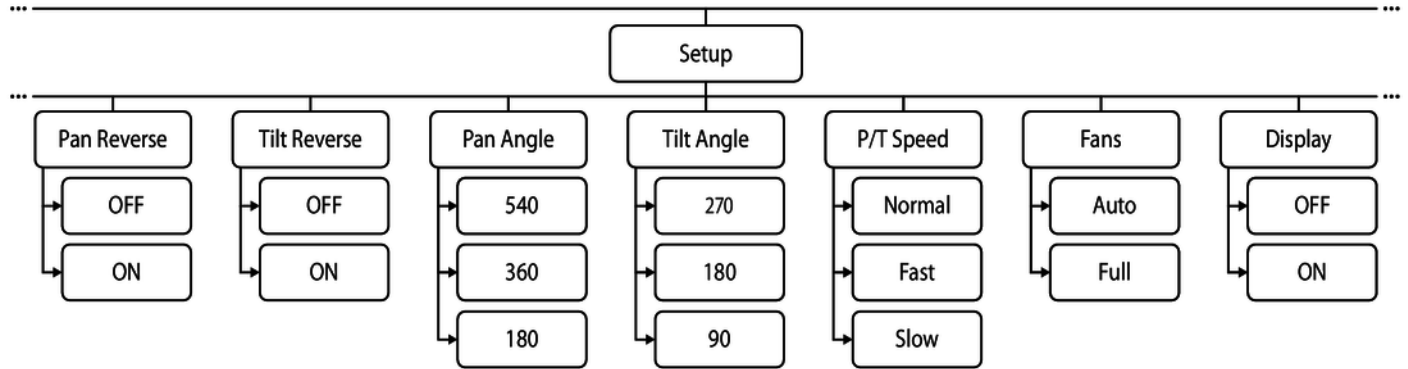 ... ...
Setup
... ...
Pan Reverse Tilt Reverse Pan Angle Tilt Angle P/T Speed Fans Display
OFF OFF 540 270 Normal Auto OFF
ON ON 360 180 Fast Full ON
180 90 Slow